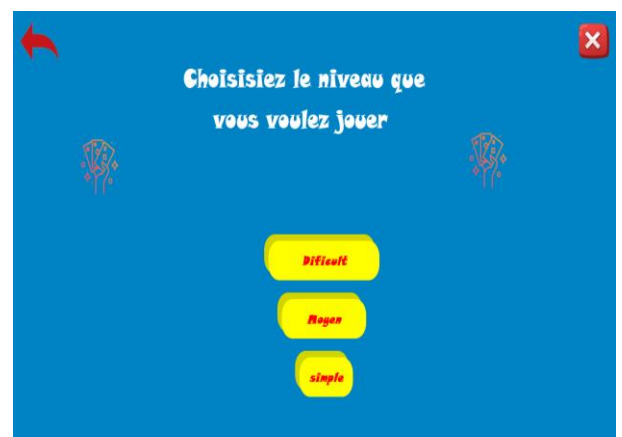 Choisisiez le niveau que
vous voulez jouer
Dificult
Moyen
simple